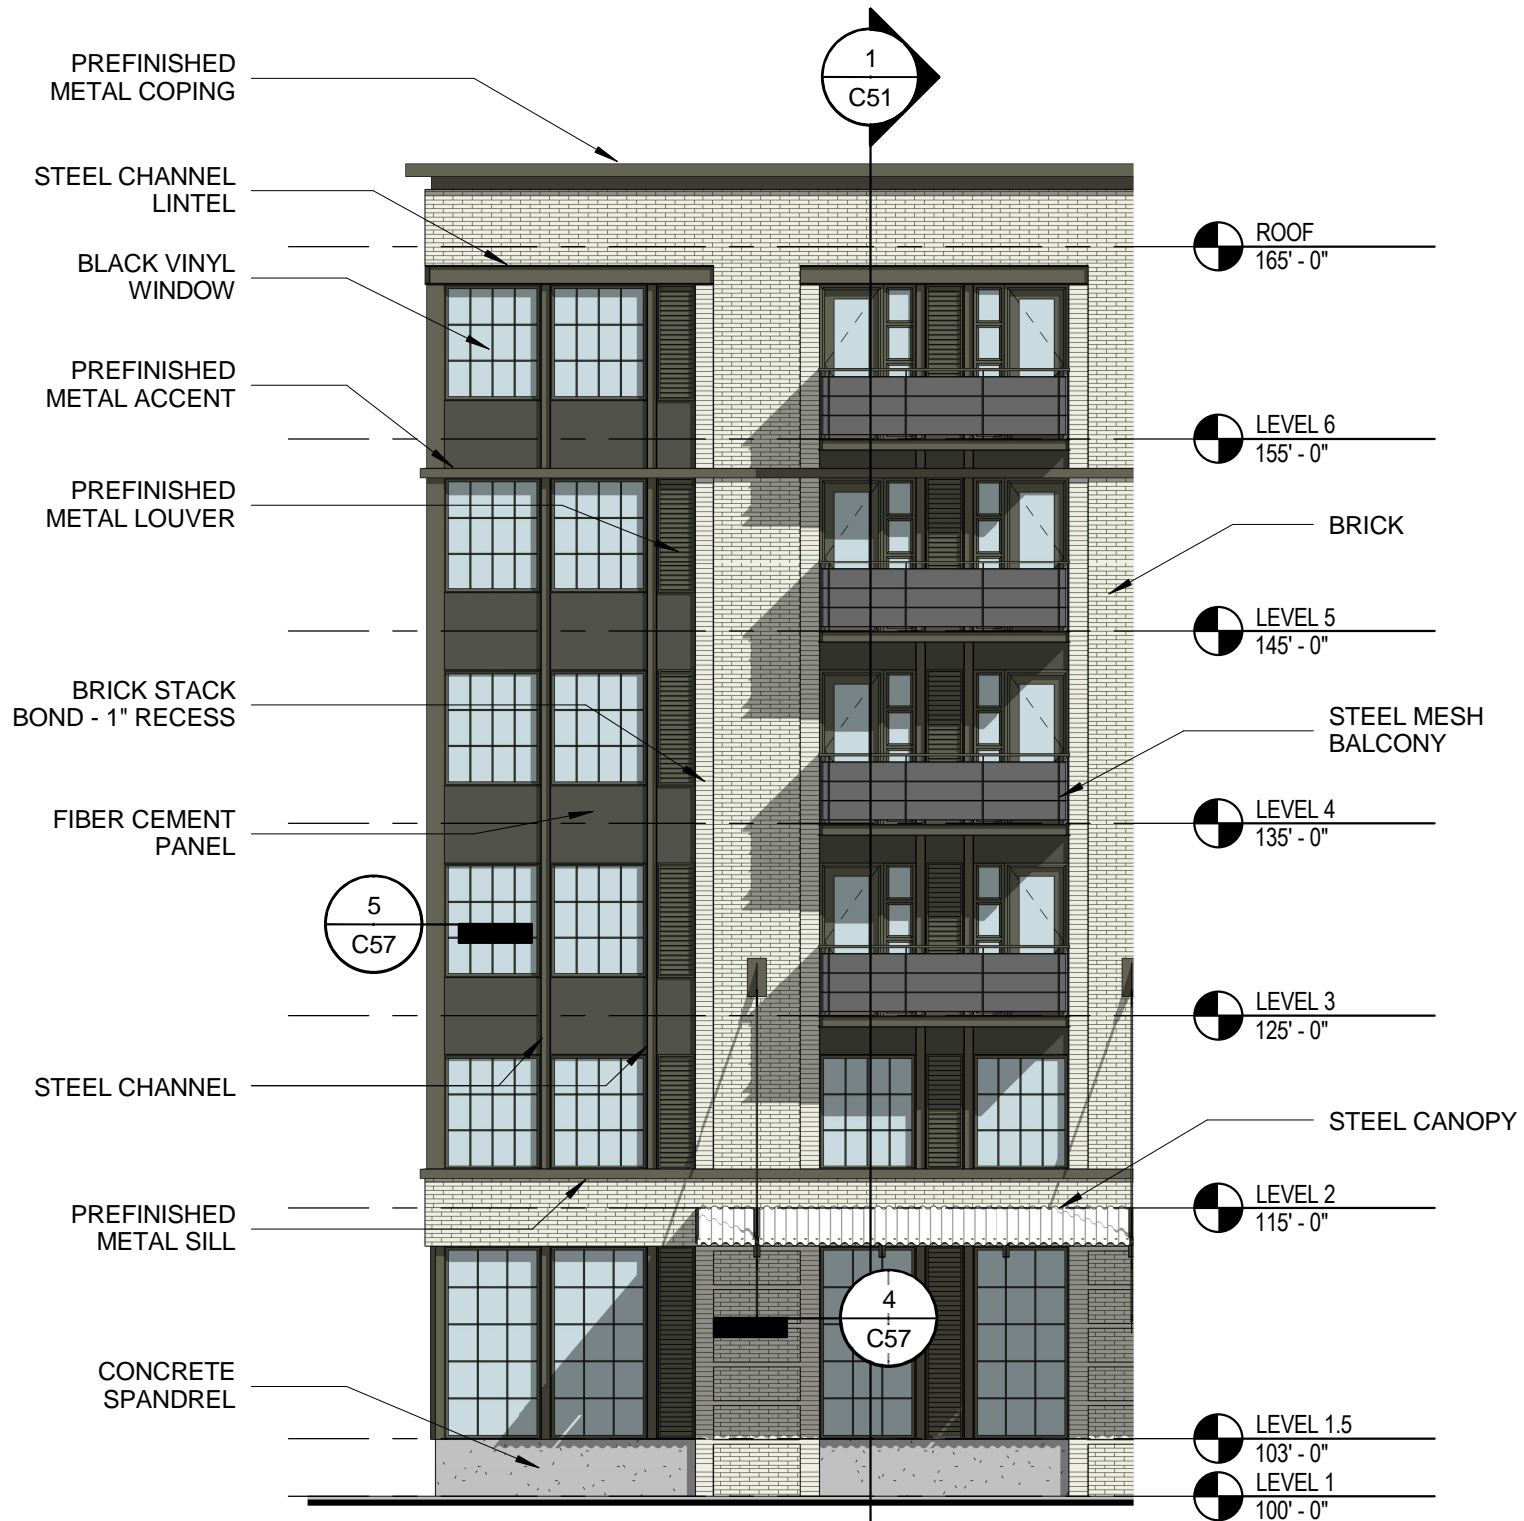 PREFINISHED
METAL COPING
STEEL CHANNEL
LINTEL
BLACK VINYL
WINDOW
PREFINISHED
METAL ACCENT
PREFINISHED
METAL LOUVER
BRICK STACK
BOND - 1" RECESS
FIBER CEMENT
PANEL
5
C57
STEEL CHANNEL
PREFINISHED
METAL SILL
CONCRETE
SPANDREL
1
C51
4
C57
ROOF
165' - 0"
LEVEL 6
155' - 0"
BRICK
LEVEL 5
145' - 0"
STEEL MESH
BALCONY
LEVEL 4
135' - 0"
LEVEL 3
125' - 0"
STEEL CANOPY
LEVEL 2
115' - 0"
LEVEL 1.5
103' - 0"
LEVEL 1
100' - 0"